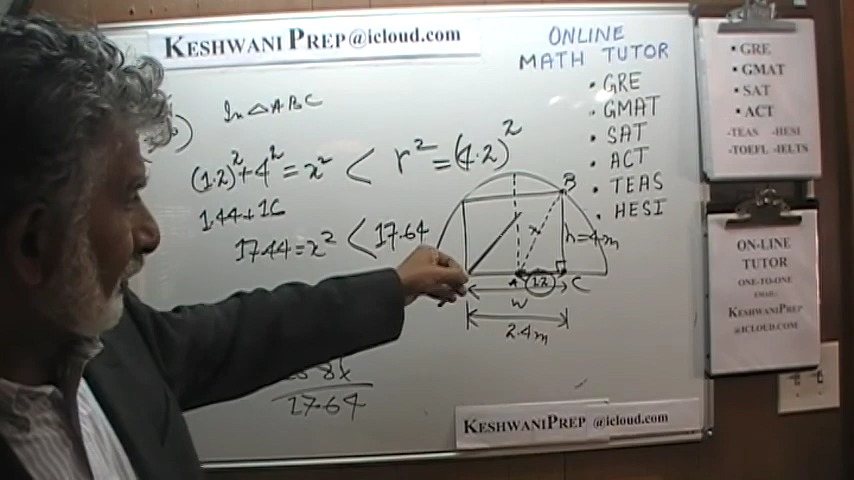 KESHWANI PREP@icloud.com
ONLINE
MATH TUTOR
• GRE
• GMAT
• SAT
• ACT
• TEAS
• HESI
In △ABC
(1.2)² + 4² = x² < r² = (4.2)²
1.44 + 16
17.44 = x² < 17.64
B
x
h = 4m
A
1.2
C
W
2.4m
17.64
• GRE
• GMAT
• SAT
• ACT
-TEAS -HESI
-TOEFL -IELTS
ON-LINE
TUTOR
ONE-TO-ONE
EMAIL:
KESHWANIPREP
@ICLOUD.COM
KESHWANIPREP @icloud.com